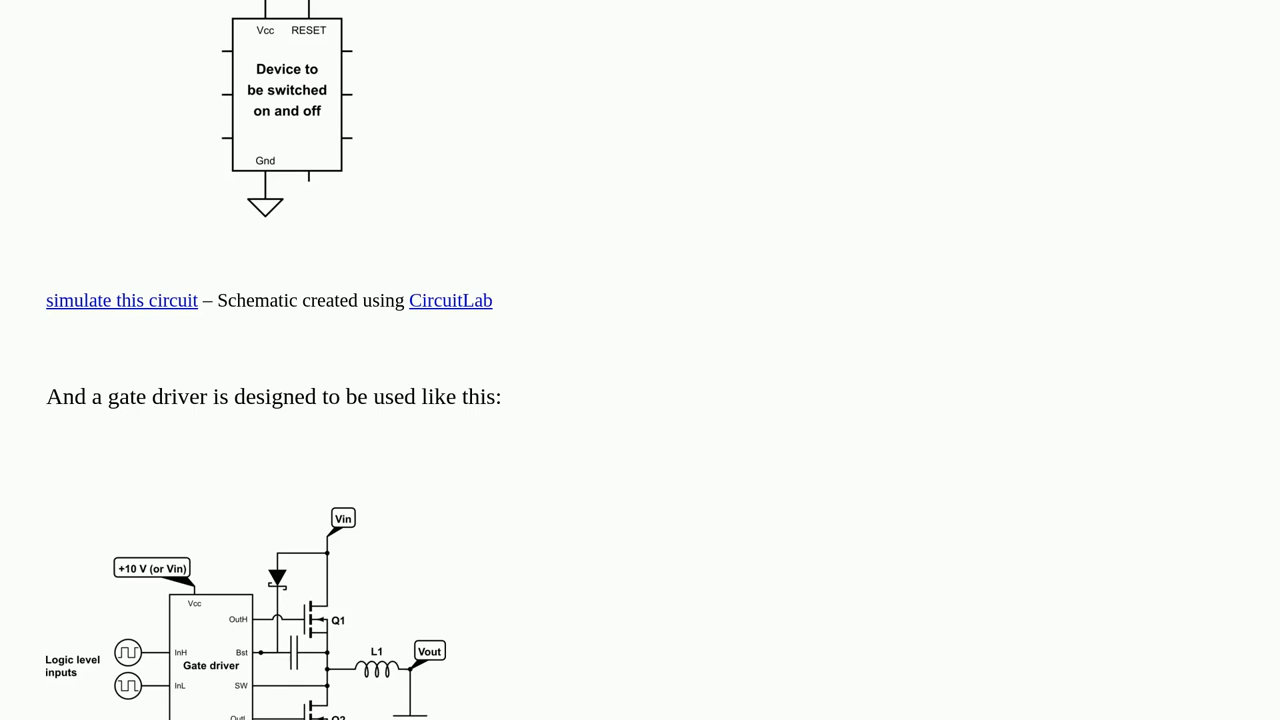 Vcc RESET
Device to
be switched
on and off
Gnd
simulate this circuit – Schematic created using CircuitLab
And a gate driver is designed to be used like this:
Vin
+10 V (or Vin)
Vcc
OutH
Q1
InH
Bst
L1
Vout
Logic level
inputs
Gate driver
InL
SW
OutL
Q2